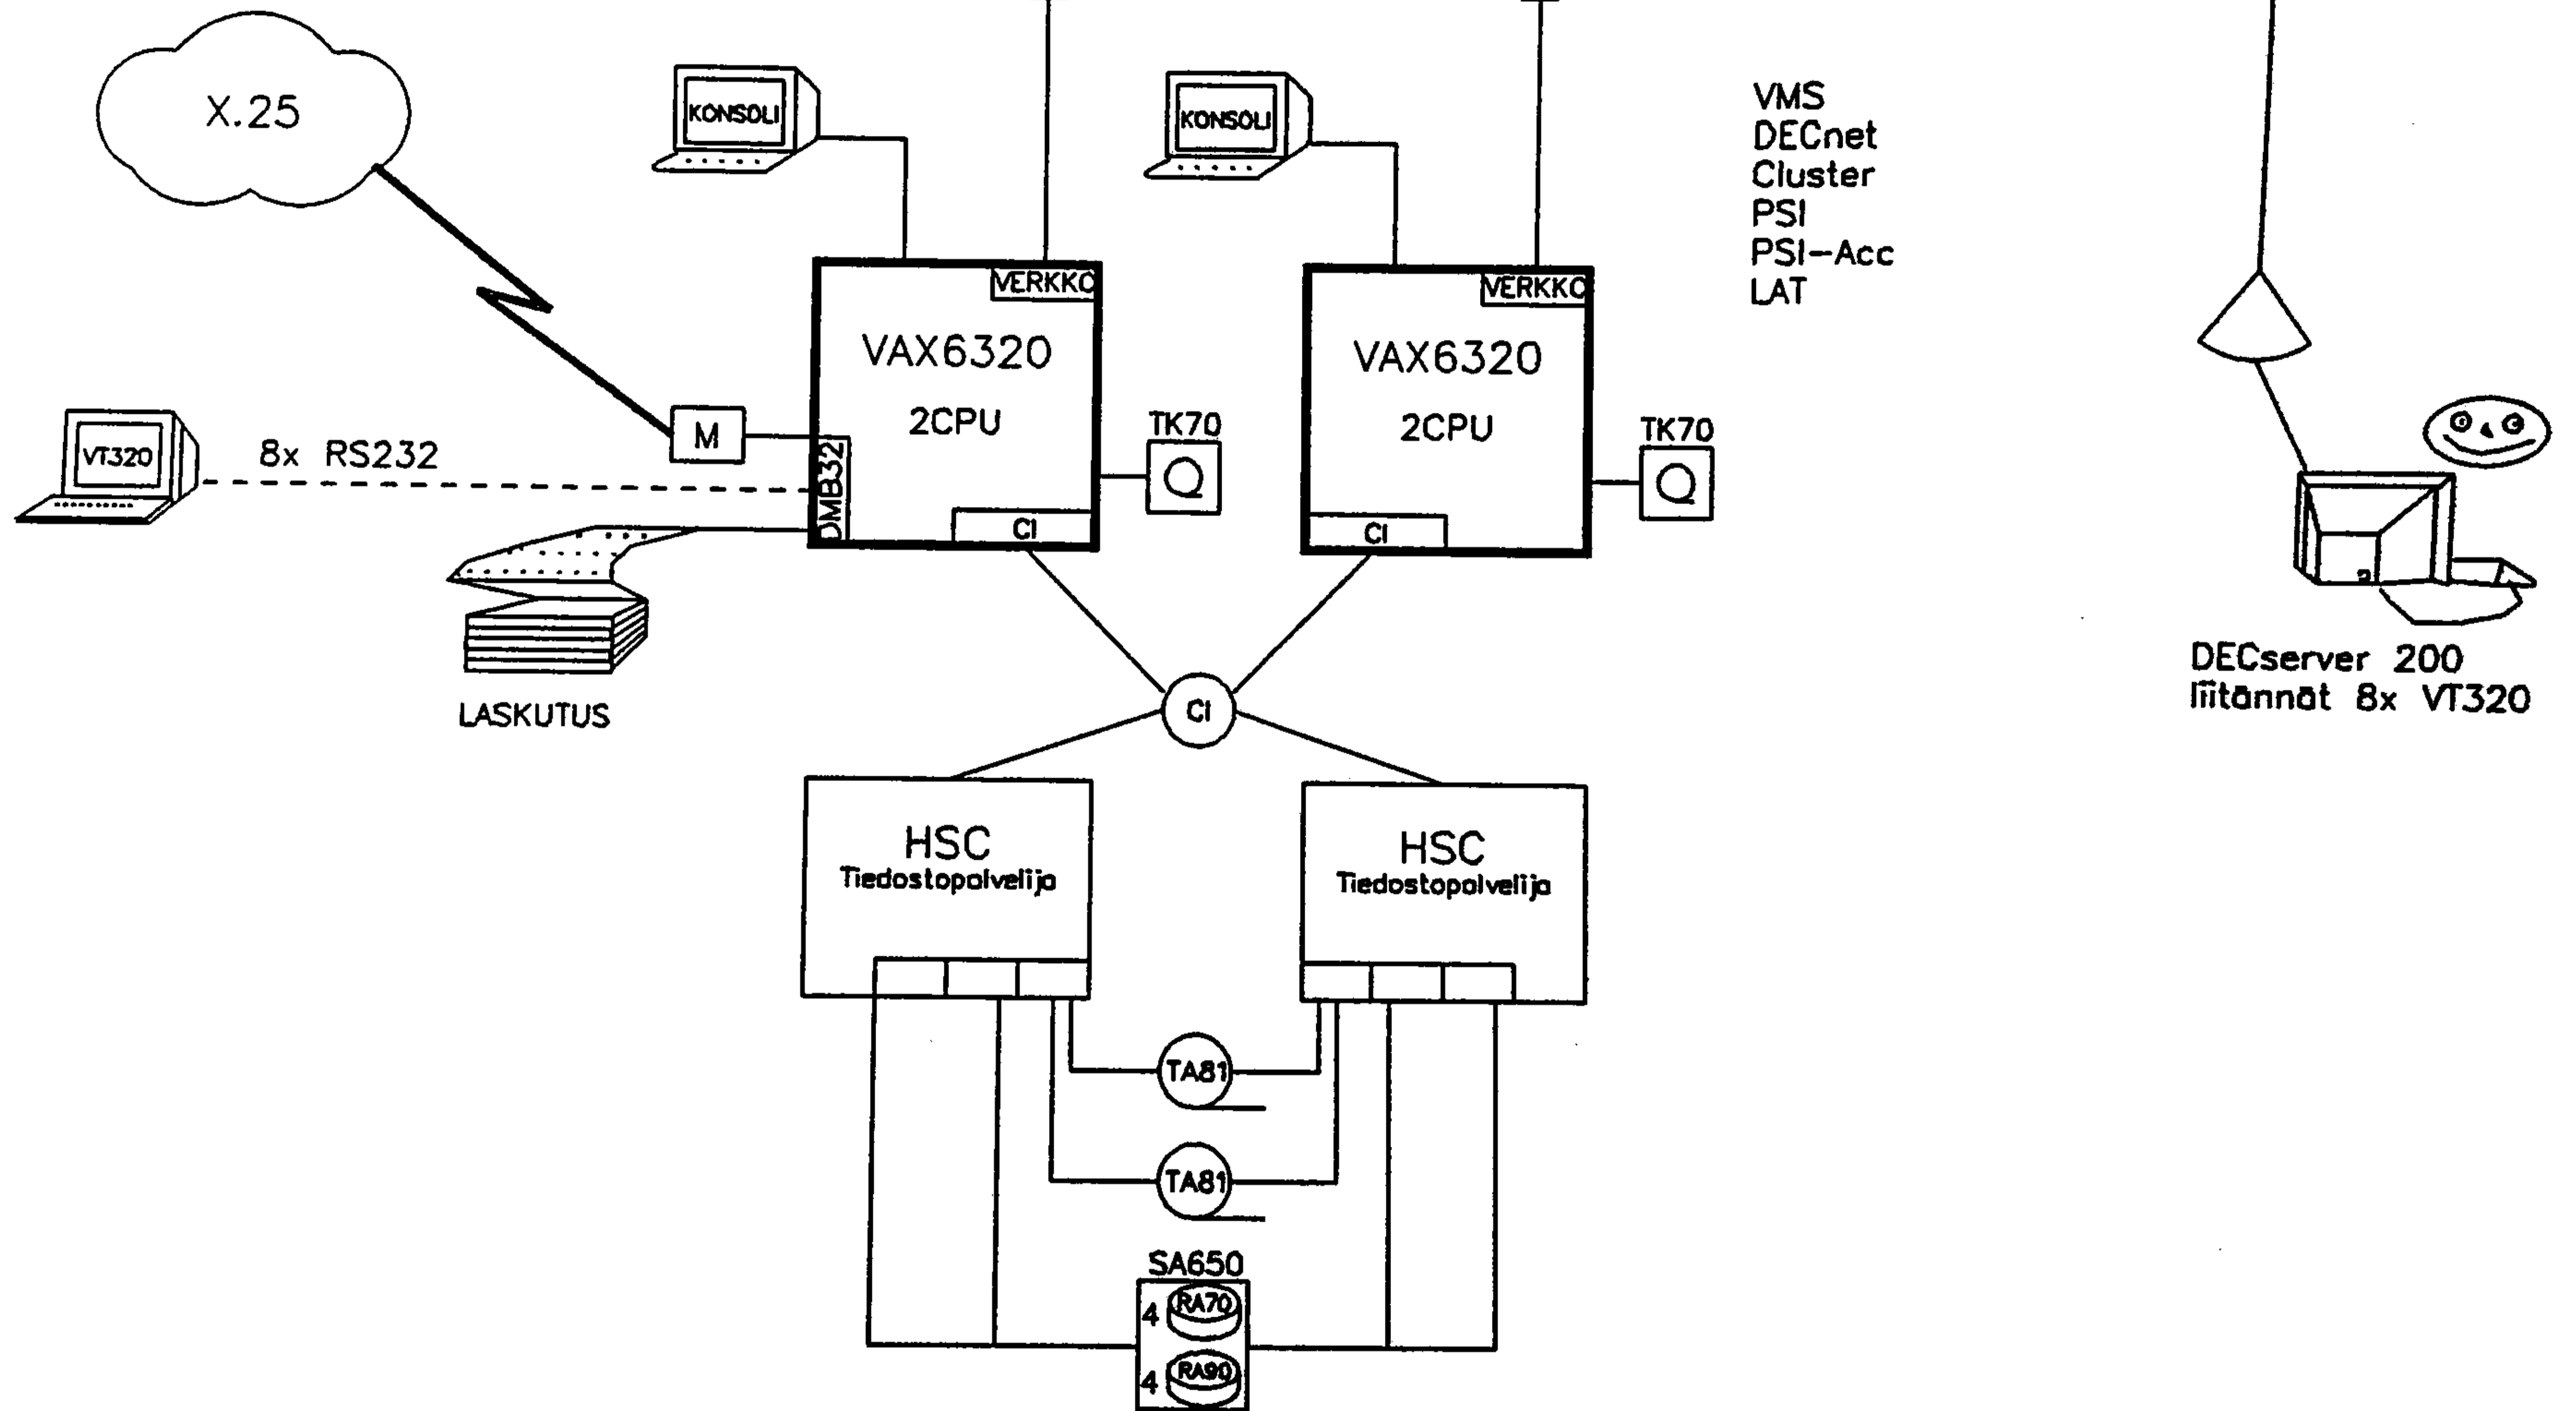 X.25
KONSOLI
KONSOLI
VMS
DECnet
Cluster
PSI
PSI-Acc
LAT
VERKKO
VERKKO
VAX6320
2CPU
VAX6320
2CPU
VT320
8x RS232
M
DMB32
TK70
Q
TK70
Q
CI
CI
LASKUTUS
DECserver 200
liitännät 8x VT320
CI
HSC
Tiedostopalvelija
HSC
Tiedostopalvelija
TA81
TA81
SA650
4 RA70
4 RA90